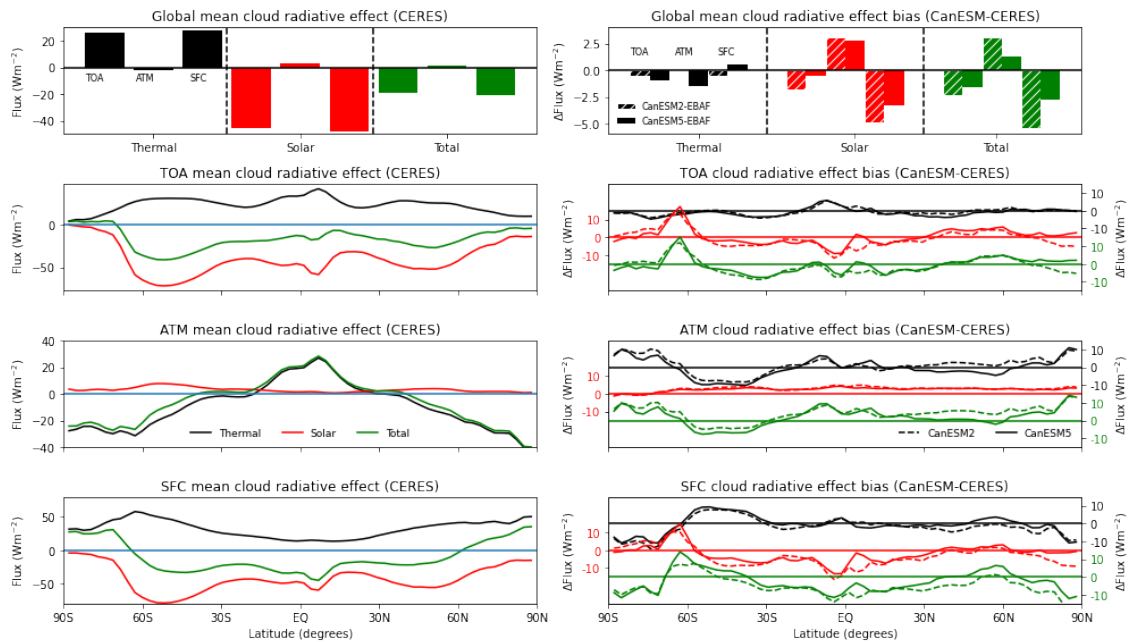 Global mean cloud radiative effect (CERES)
Flux (Wm⁻²)
20
0
−20
−40
TOA
ATM
SFC
Thermal
Solar
Total
Global mean cloud radiative effect bias (CanESM-CERES)
ΔFlux (Wm⁻²)
2.5
0.0
−2.5
−5.0
TOA
ATM
SFC
CanESM2-EBAF
CanESM5-EBAF
Thermal
Solar
Total
TOA mean cloud radiative effect (CERES)
Flux (Wm⁻²)
0
−50
TOA cloud radiative effect bias (CanESM-CERES)
ΔFlux (Wm⁻²)
10
0
-10
10
0
-10
10
0
-10
ΔFlux (Wm⁻²)
ATM mean cloud radiative effect (CERES)
Flux (Wm⁻²)
40
20
0
−20
−40
Thermal
Solar
Total
ATM cloud radiative effect bias (CanESM-CERES)
ΔFlux (Wm⁻²)
10
0
-10
10
0
-10
10
0
-10
ΔFlux (Wm⁻²)
CanESM2
CanESM5
SFC mean cloud radiative effect (CERES)
Flux (Wm⁻²)
50
0
−50
90S
60S
30S
EQ
30N
60N
90N
Latitude (degrees)
SFC cloud radiative effect bias (CanESM-CERES)
ΔFlux (Wm⁻²)
10
0
-10
10
0
-10
10
0
-10
ΔFlux (Wm⁻²)
90S
60S
30S
EQ
30N
60N
90N
Latitude (degrees)